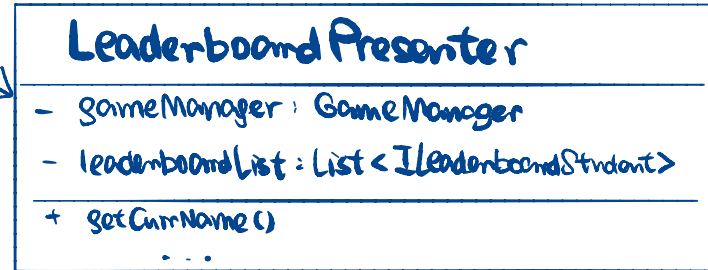 LeaderboardPresenter
- gameManager : GameManager
- leaderboardList : List < ILeaderboardStudent>
+ getCurrName ()
...